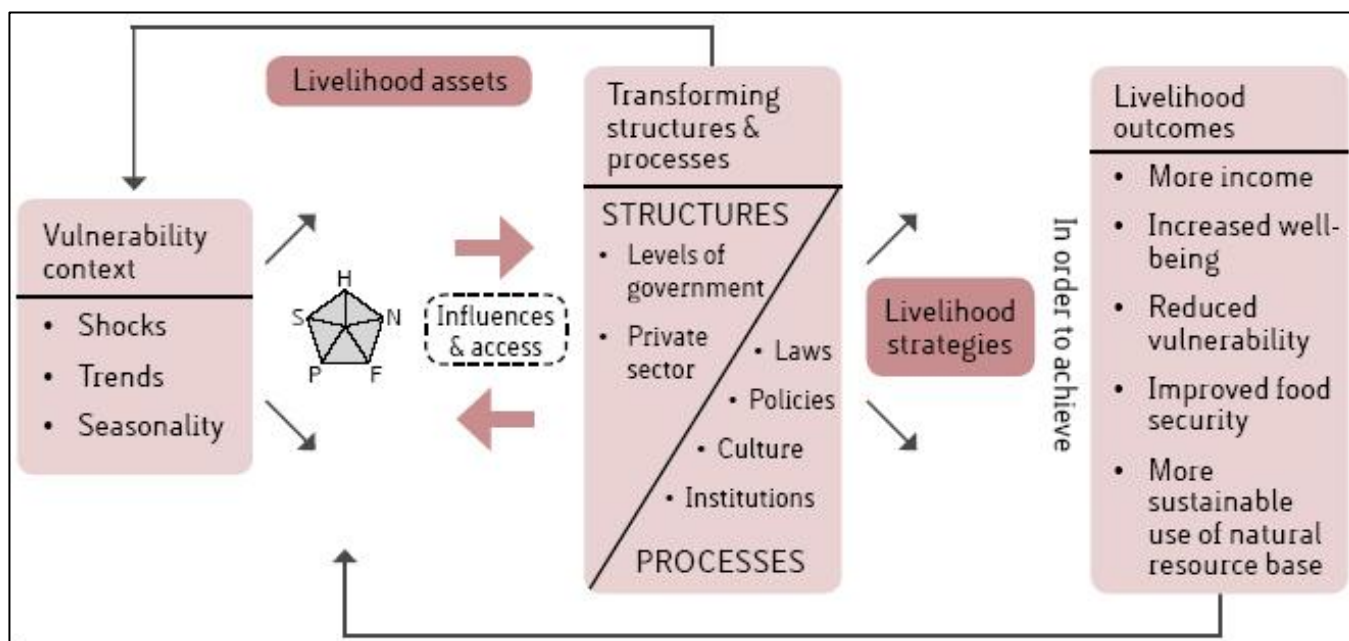 Livelihood assets
Vulnerability
context
• Shocks
• Trends
• Seasonality
H
S
N
P
F
Influences
& access
Transforming
structures &
processes
STRUCTURES
• Levels of
government
• Private
sector
• Laws
• Policies
• Culture
• Institutions
PROCESSES
Livelihood
strategies
In order to achieve
Livelihood
outcomes
• More income
• Increased well-
being
• Reduced
vulnerability
• Improved food
security
• More
sustainable
use of natural
resource base